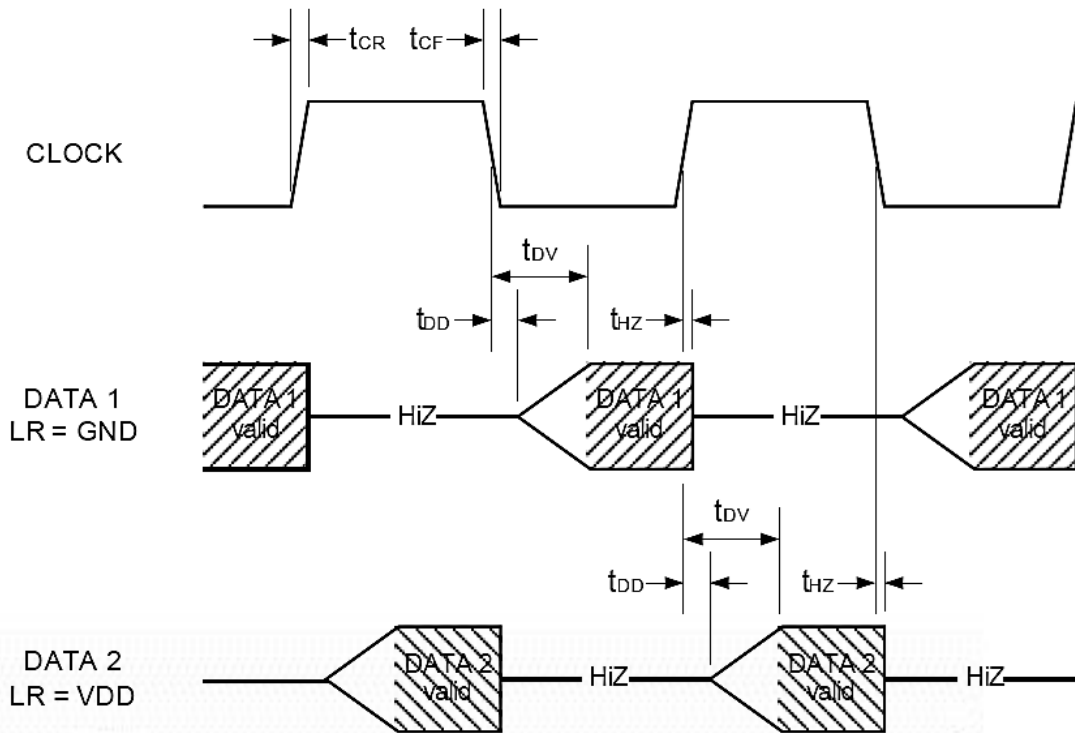 tCR
tCF
CLOCK
tDV
tDD
tHZ
DATA 1
LR = GND
DATA 1
valid
HiZ
DATA 1
valid
HiZ
DATA 1
valid
tDV
tDD
tHZ
DATA 2
LR = VDD
DATA 2
valid
HiZ
DATA 2
valid
HiZ